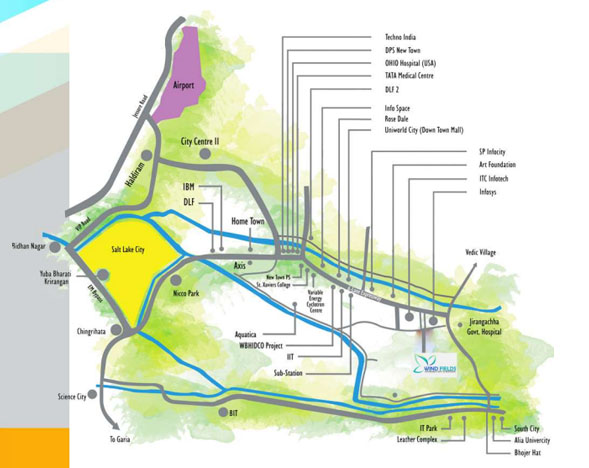 Techno India
DPS New Town
OHIO Hospital (USA)
TATA Medical Centre
DLF 2
Info Space
Rose Dale
Uniworld City (Down Town Mall)
SP Infocity
Art Foundation
ITC Infotech
Infosys
Airport
Jessore Road
City Centre II
Haldiram
IBM
DLF
VIP Road
Home Town
Bidhan Nagar
Salt Lake City
Vedic Village
Axis
Yuba Bharati
Krirangan
EM Bypass
Nicco Park
New Town PS
St. Xaviers College
Variable
Energy
Cyclotron
Centre
Chingrihata
Aquatica
WBHIDCO Project
IIT
Sub-Station
Jirangachha
Govt. Hospital
WIND FIELDS
Science City
BIT
To Garia
IT Park
Leacher Complex
South City
Alia Univercity
Bhojer Hat